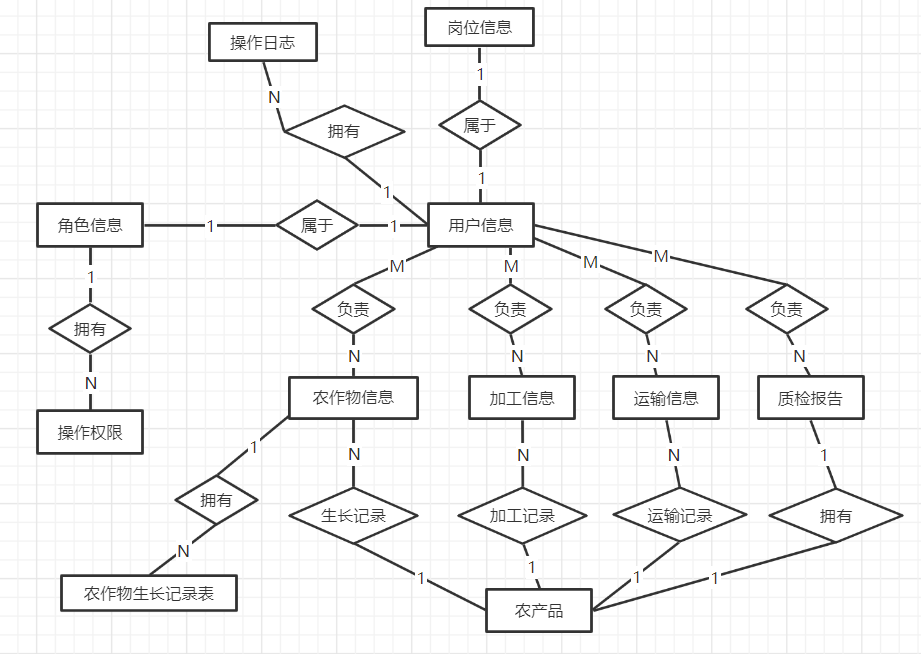 岗位信息
操作日志
1
N
属于
拥有
1
1
角色信息
1
属于
1
用户信息
M
M
M
M
1
拥有
负责
负责
负责
负责
N
N
N
N
N
操作权限
农作物信息
加工信息
运输信息
质检报告
1
N
N
N
1
拥有
生长记录
加工记录
运输记录
拥有
N
1
1
1
1
农作物生长记录表
农产品